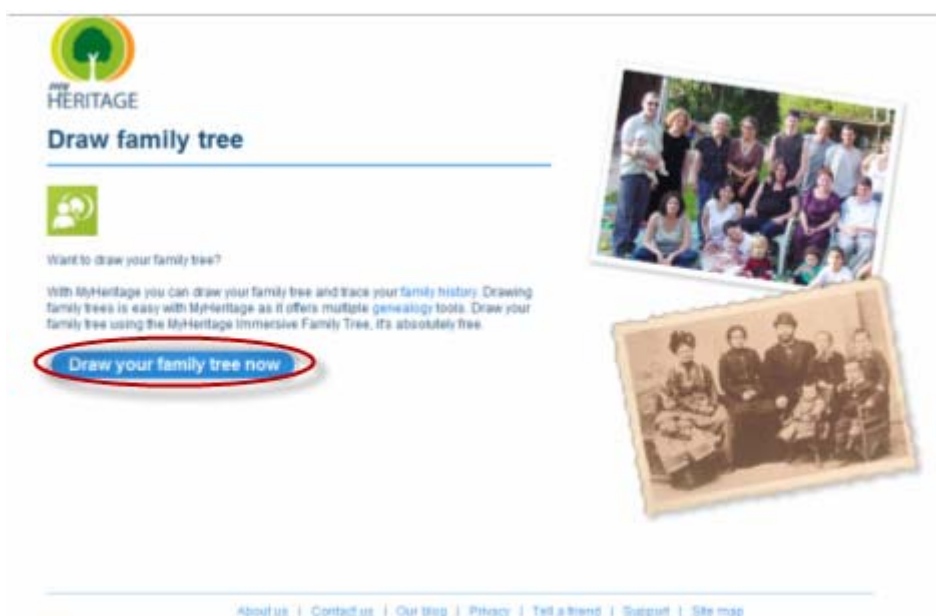 my
HERITAGE
Draw family tree
Want to draw your family tree?
With MyHeritage you can draw your family tree and trace your family history. Drawing
family trees is easy with MyHeritage as it offers multiple genealogy tools. Draw your
family tree using the MyHeritage Immersive Family Tree, it's absolutely free.
Draw your family tree now
About us | Contact us | Our blog | Privacy | Tell a friend | Support | Site map